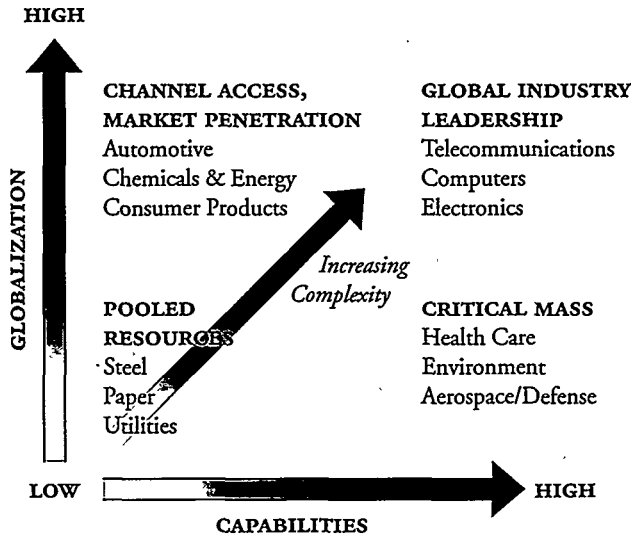 HIGH
CHANNEL ACCESS,
MARKET PENETRATION
Automotive
Chemicals & Energy
Consumer Products
GLOBAL INDUSTRY
LEADERSHIP
Telecommunications
Computers
Electronics
GLOBALIZATION
Increasing
Complexity
POOLED
RESOURCES
Steel
Paper
Utilities
CRITICAL MASS
Health Care
Environment
Aerospace/Defense
LOW
HIGH
CAPABILITIES